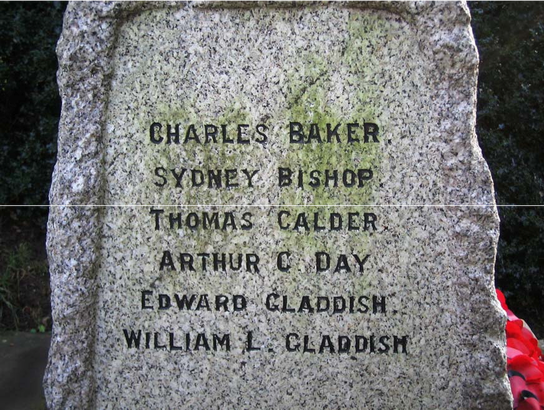 CHARLES BAKER.
SYDNEY BISHOP.
THOMAS CALDER.
ARTHUR C DAY.
EDWARD GLADDISH.
WILLIAM L. GLADDISH